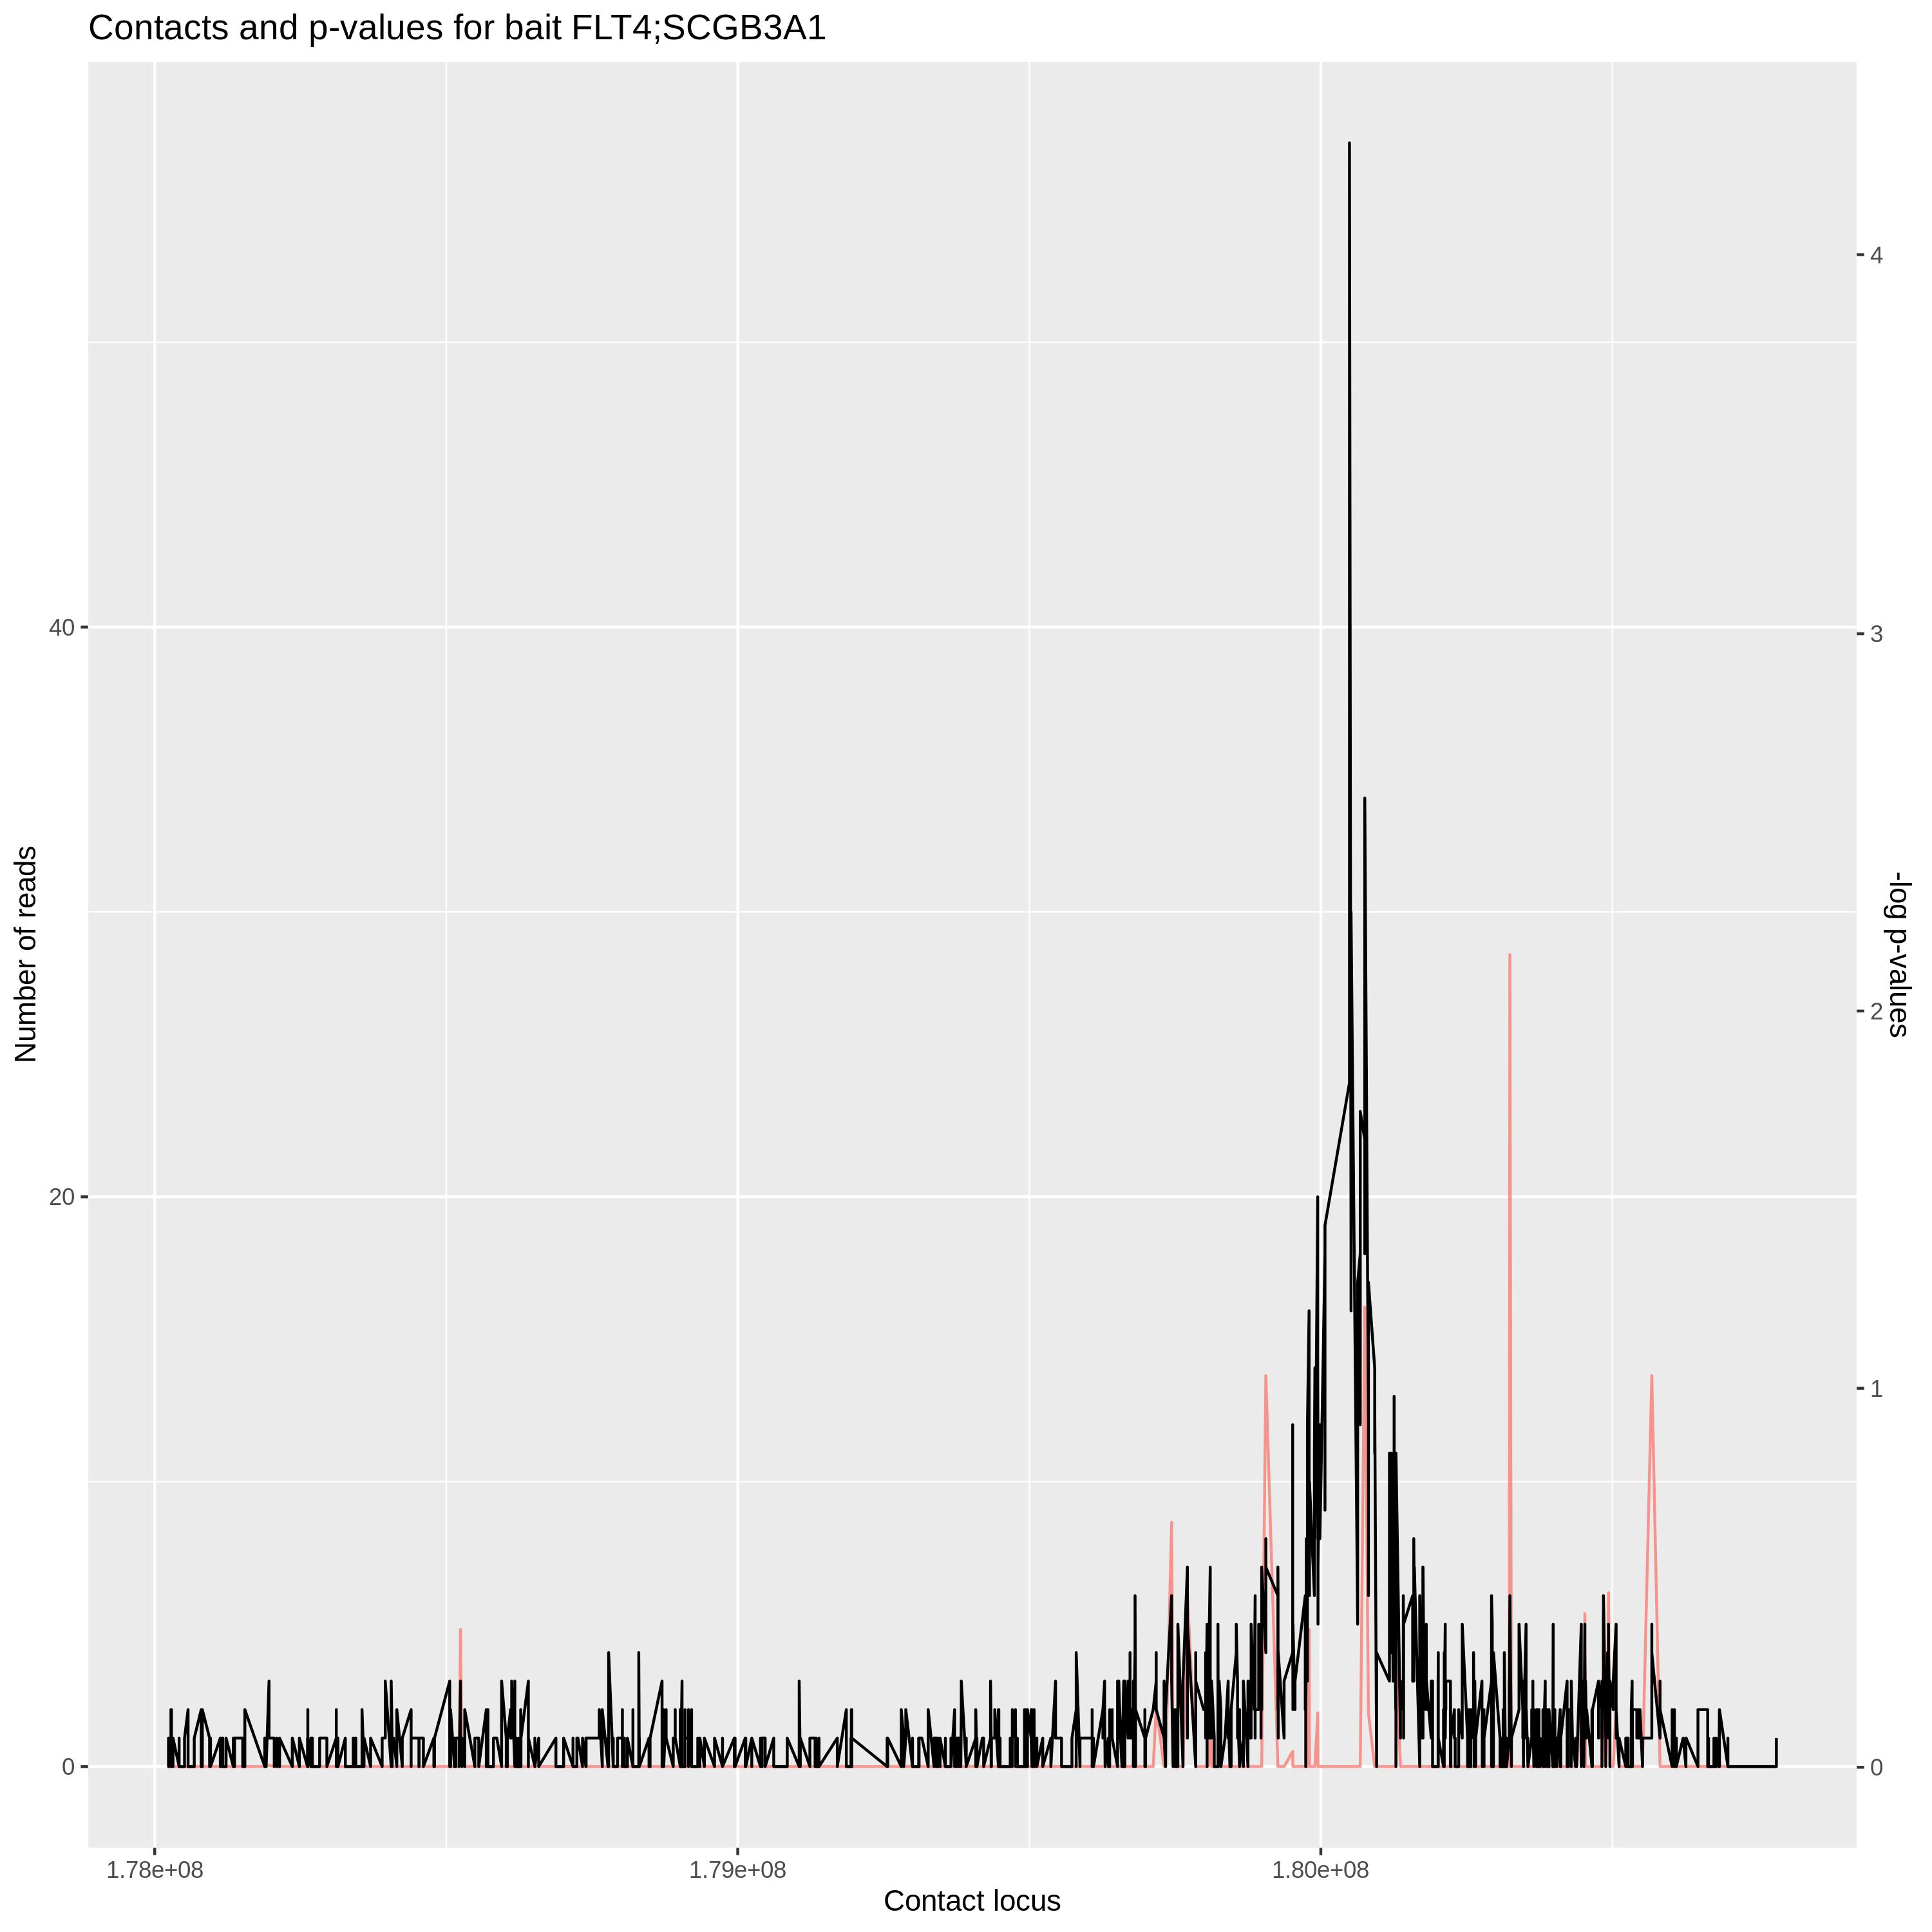 Contacts and p-values for bait FLT4;SCGB3A1
Number of reads
40
20
0
4
3
2
1
0
-log p-values
1.78e+08
1.79e+08
1.80e+08
Contact locus